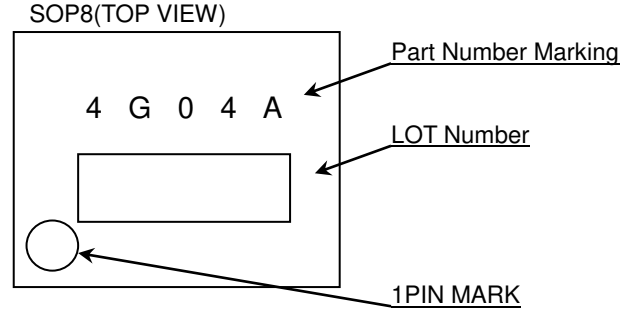 SOP8(TOP VIEW)
Part Number Marking
4 G 0 4 A
LOT Number
1PIN MARK